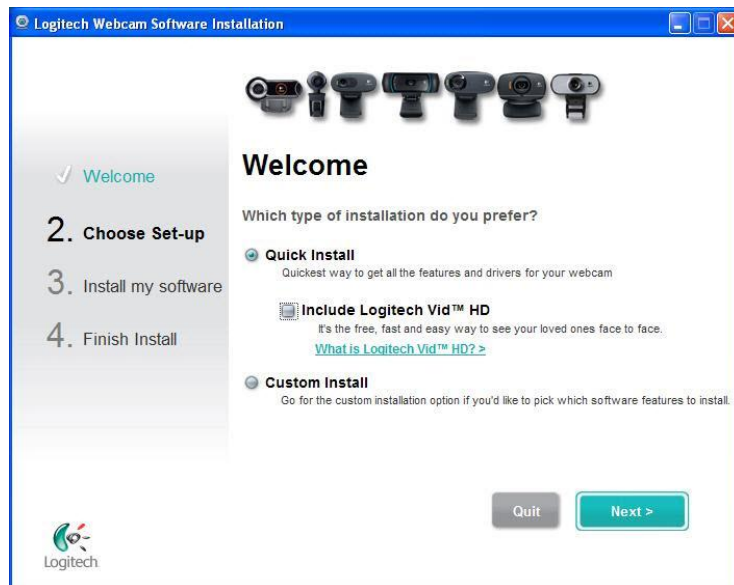 Logitech Webcam Software Installation
Welcome
2. Choose Set-up
3. Install my software
4. Finish Install
Welcome
Which type of installation do you prefer?
Quick Install
Quickest way to get all the features and drivers for your webcam
Include Logitech Vid™ HD
It's the free, fast and easy way to see your loved ones face to face.
What is Logitech Vid™ HD? >
Custom Install
Go for the custom installation option if you'd like to pick which software features to install.
Quit
Next >
Logitech